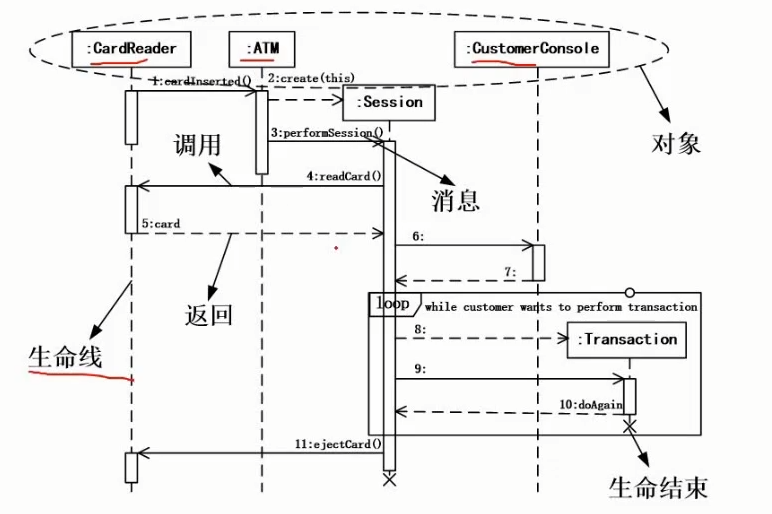 :CardReader
:ATM
:CustomerConsole
1:cardInserted()
2:create(this)
:Session
对象
3:performSession()
调用
4:readCard()
消息
5:card
6:
7:
返回
loop
while customer wants to perform transaction
8:
:Transaction
生命线
9:
10:doAgain
11:ejectCard()
生命结束